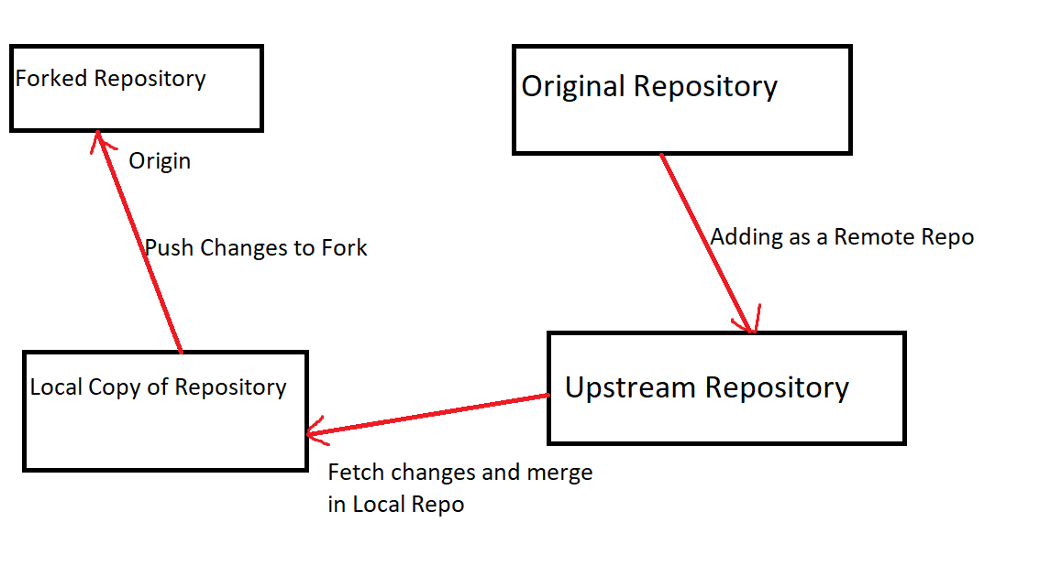 Forked Repository
Original Repository
Origin
Push Changes to Fork
Adding as a Remote Repo
Local Copy of Repository
Upstream Repository
Fetch changes and merge
in Local Repo